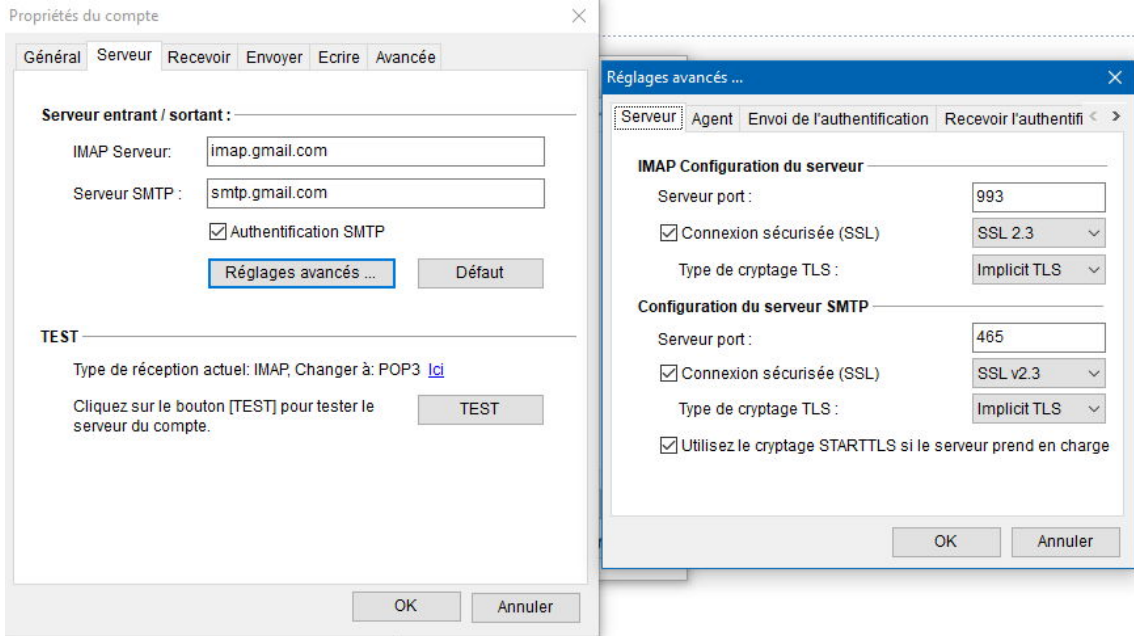 Propriétés du compte
Général Serveur Recevoir Envoyer Ecrire Avancée
Serveur entrant / sortant :
IMAP Serveur: imap.gmail.com
Serveur SMTP : smtp.gmail.com
Authentification SMTP
Réglages avancés ... Défaut
TEST
Type de réception actuel: IMAP, Changer à: POP3 Ici
Cliquez sur le bouton [TEST] pour tester le
serveur du compte.
TEST
OK Annuler
Réglages avancés ...
Serveur Agent Envoi de l'authentification Recevoir l'authentifi
IMAP Configuration du serveur
Serveur port : 993
Connexion sécurisée (SSL) SSL 2.3
Type de cryptage TLS : Implicit TLS
Configuration du serveur SMTP
Serveur port : 465
Connexion sécurisée (SSL) SSL v2.3
Type de cryptage TLS : Implicit TLS
Utilisez le cryptage STARTTLS si le serveur prend en charge
OK Annuler